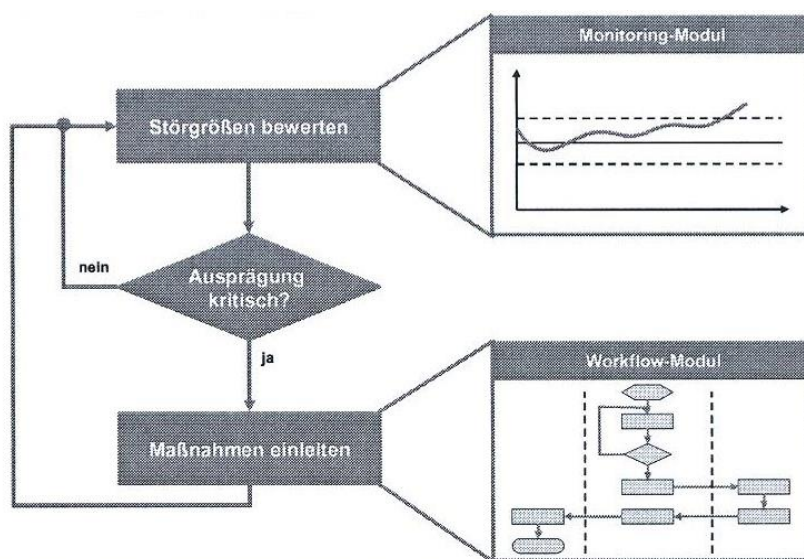 Monitoring-Modul
Störgrößen bewerten
nein
Ausprägung
kritisch?
ja
Workflow-Modul
Maßnahmen einleiten